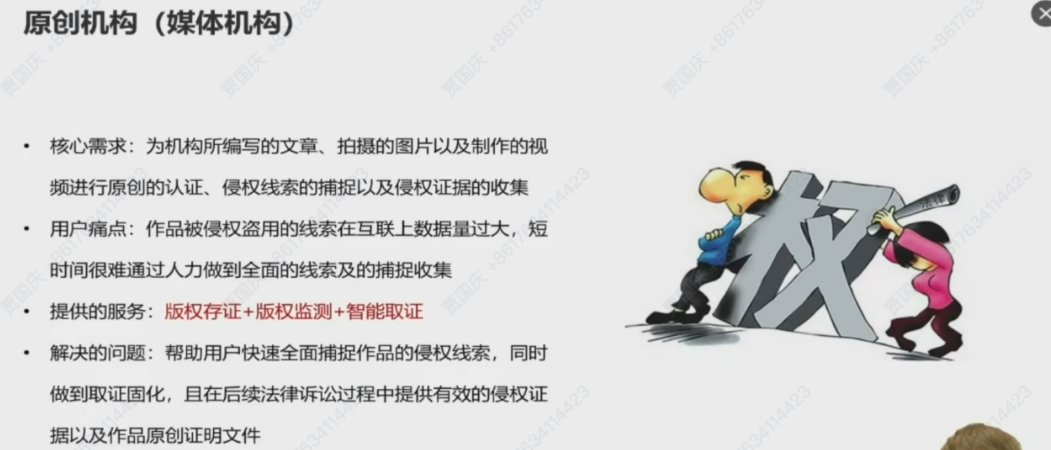 原创机构（媒体机构）
• 核心需求：为机构所编写的文章、拍摄的图片以及制作的视
频进行原创的认证、侵权线索的捕捉以及侵权证据的收集
• 用户痛点：作品被侵权盗用的线索在互联上数据量过大，短
时间很难通过人力做到全面的线索及的捕捉收集
• 提供的服务：版权存证+版权监测+智能取证
• 解决的问题：帮助用户快速全面捕捉作品的侵权线索，同时
做到取证固化，且在后续法律诉讼过程中提供有效的侵权证
据以及作品原创证明文件
权
法律